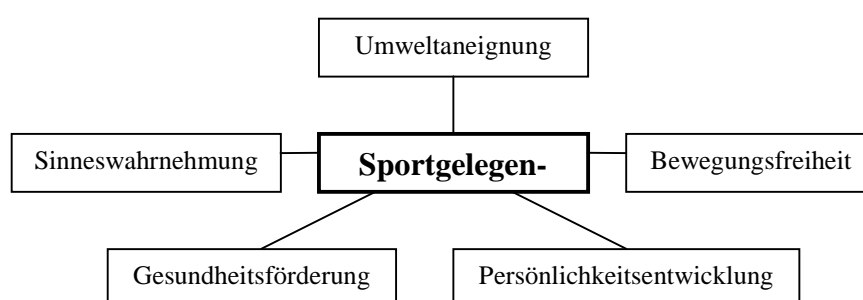 Umweltaneignung
Sinneswahrnehmung
Sportgelegen-
Bewegungsfreiheit
Gesundheitsförderung
Persönlichkeitsentwicklung